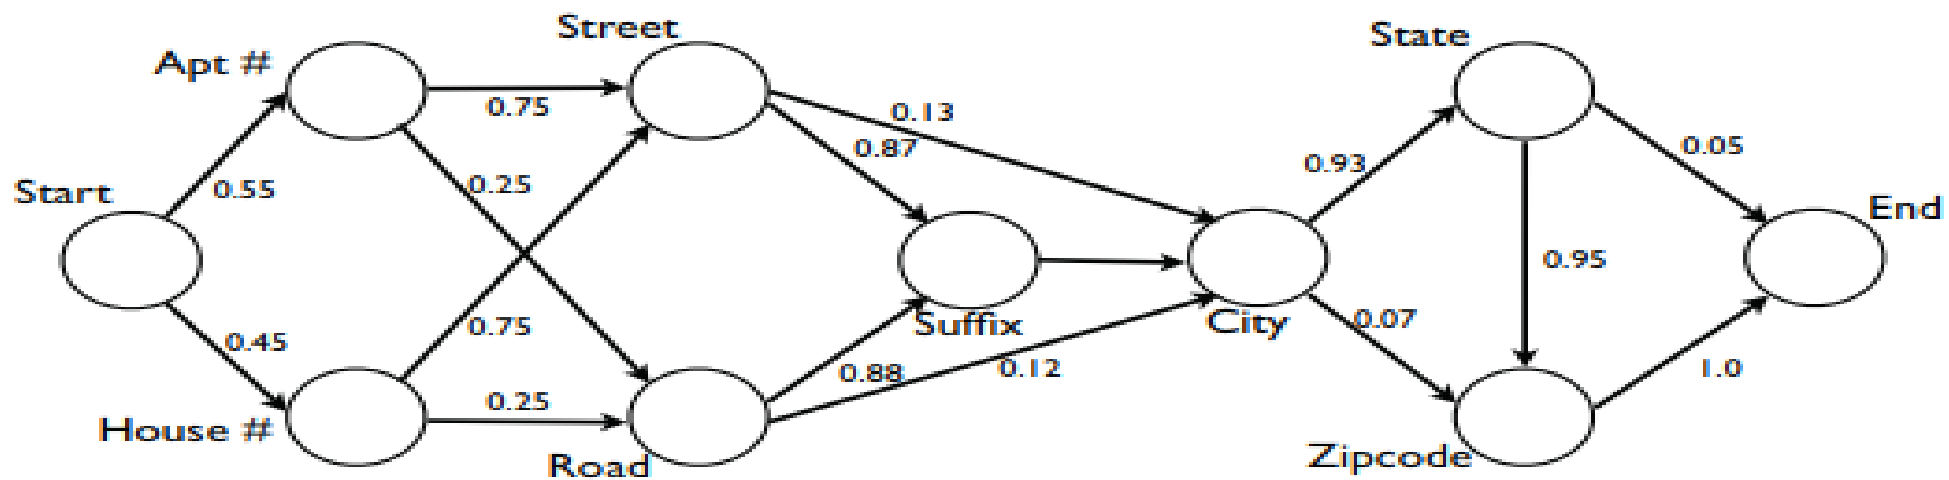 Street
State
Apt #
0.75
0.13
0.87
0.25
0.93
0.05
Start
0.55
End
0.95
0.45
0.75
Suffix
City
0.07
0.88
0.12
1.0
0.25
House #
Road
Zipcode